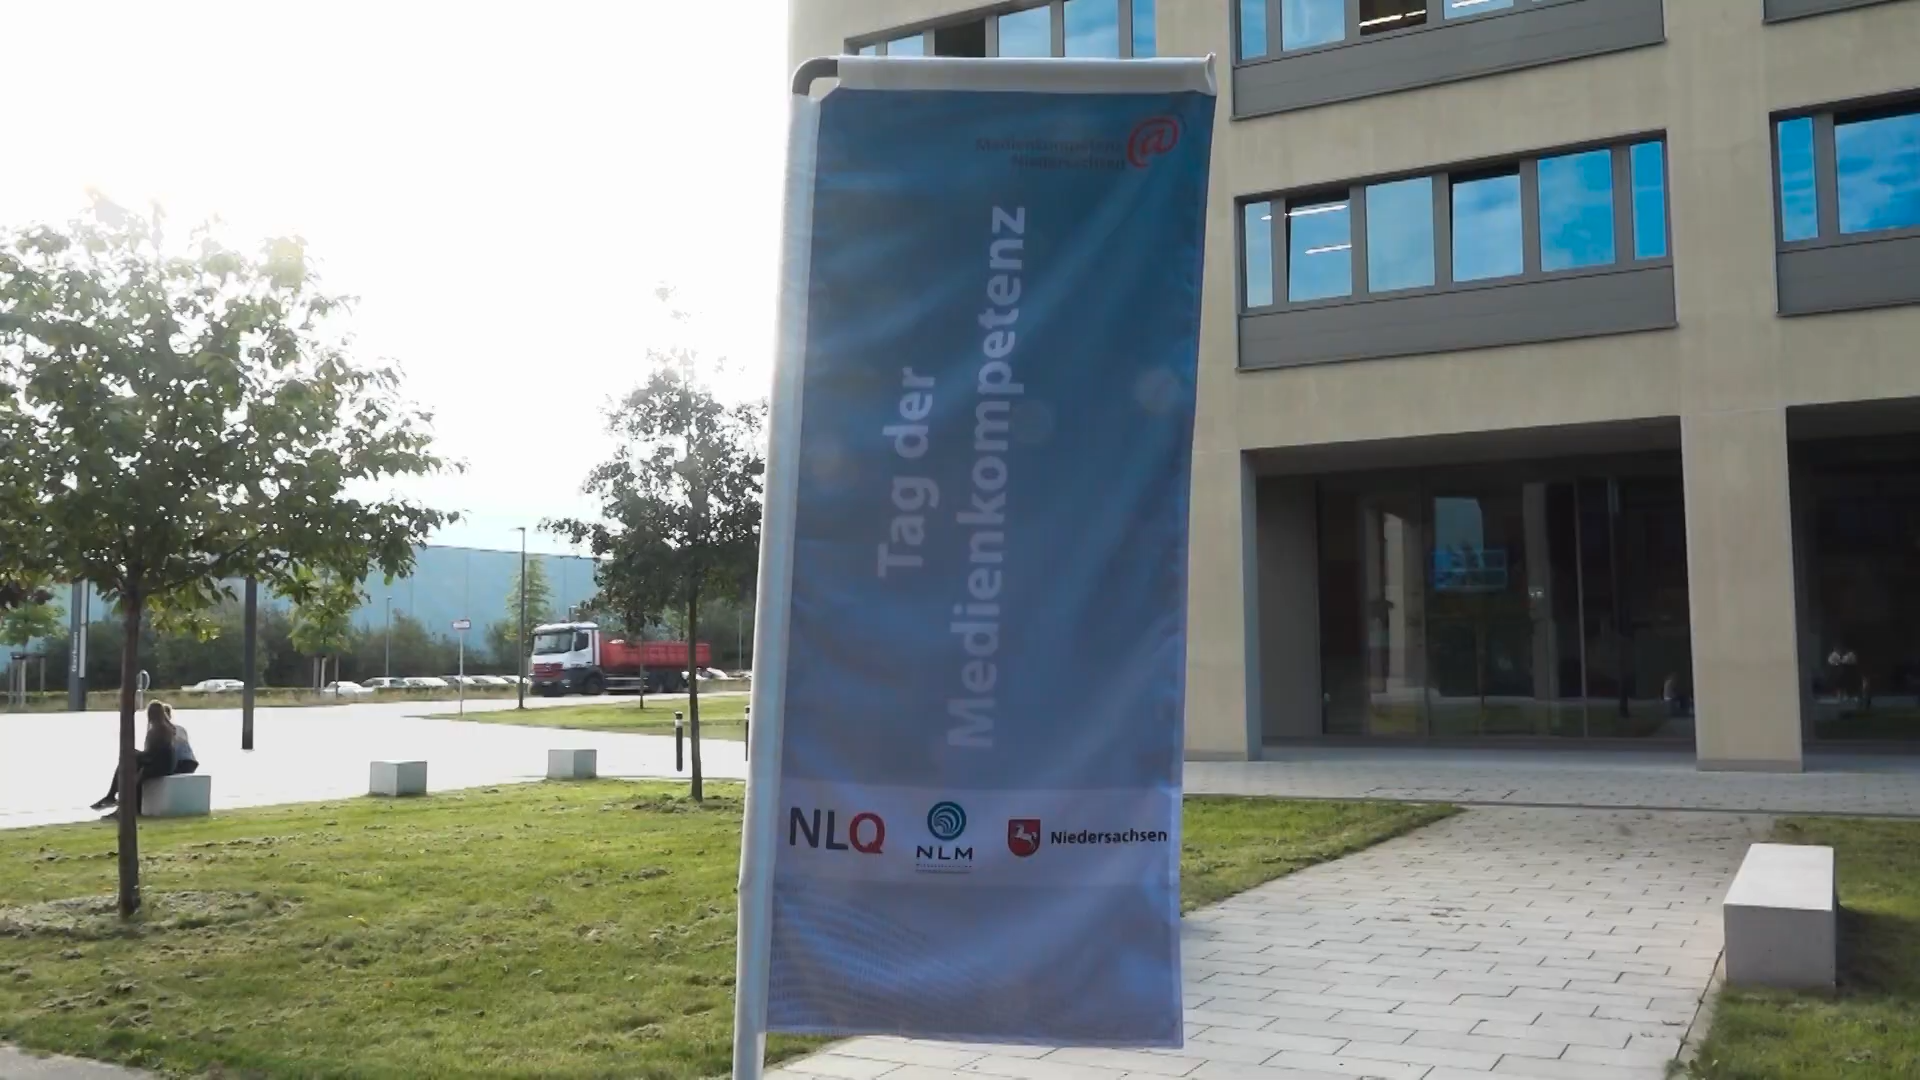 Medienkompetenz
Niedersachsen
Tag der
Medienkompetenz
NLQ
NLM
Niedersachsen